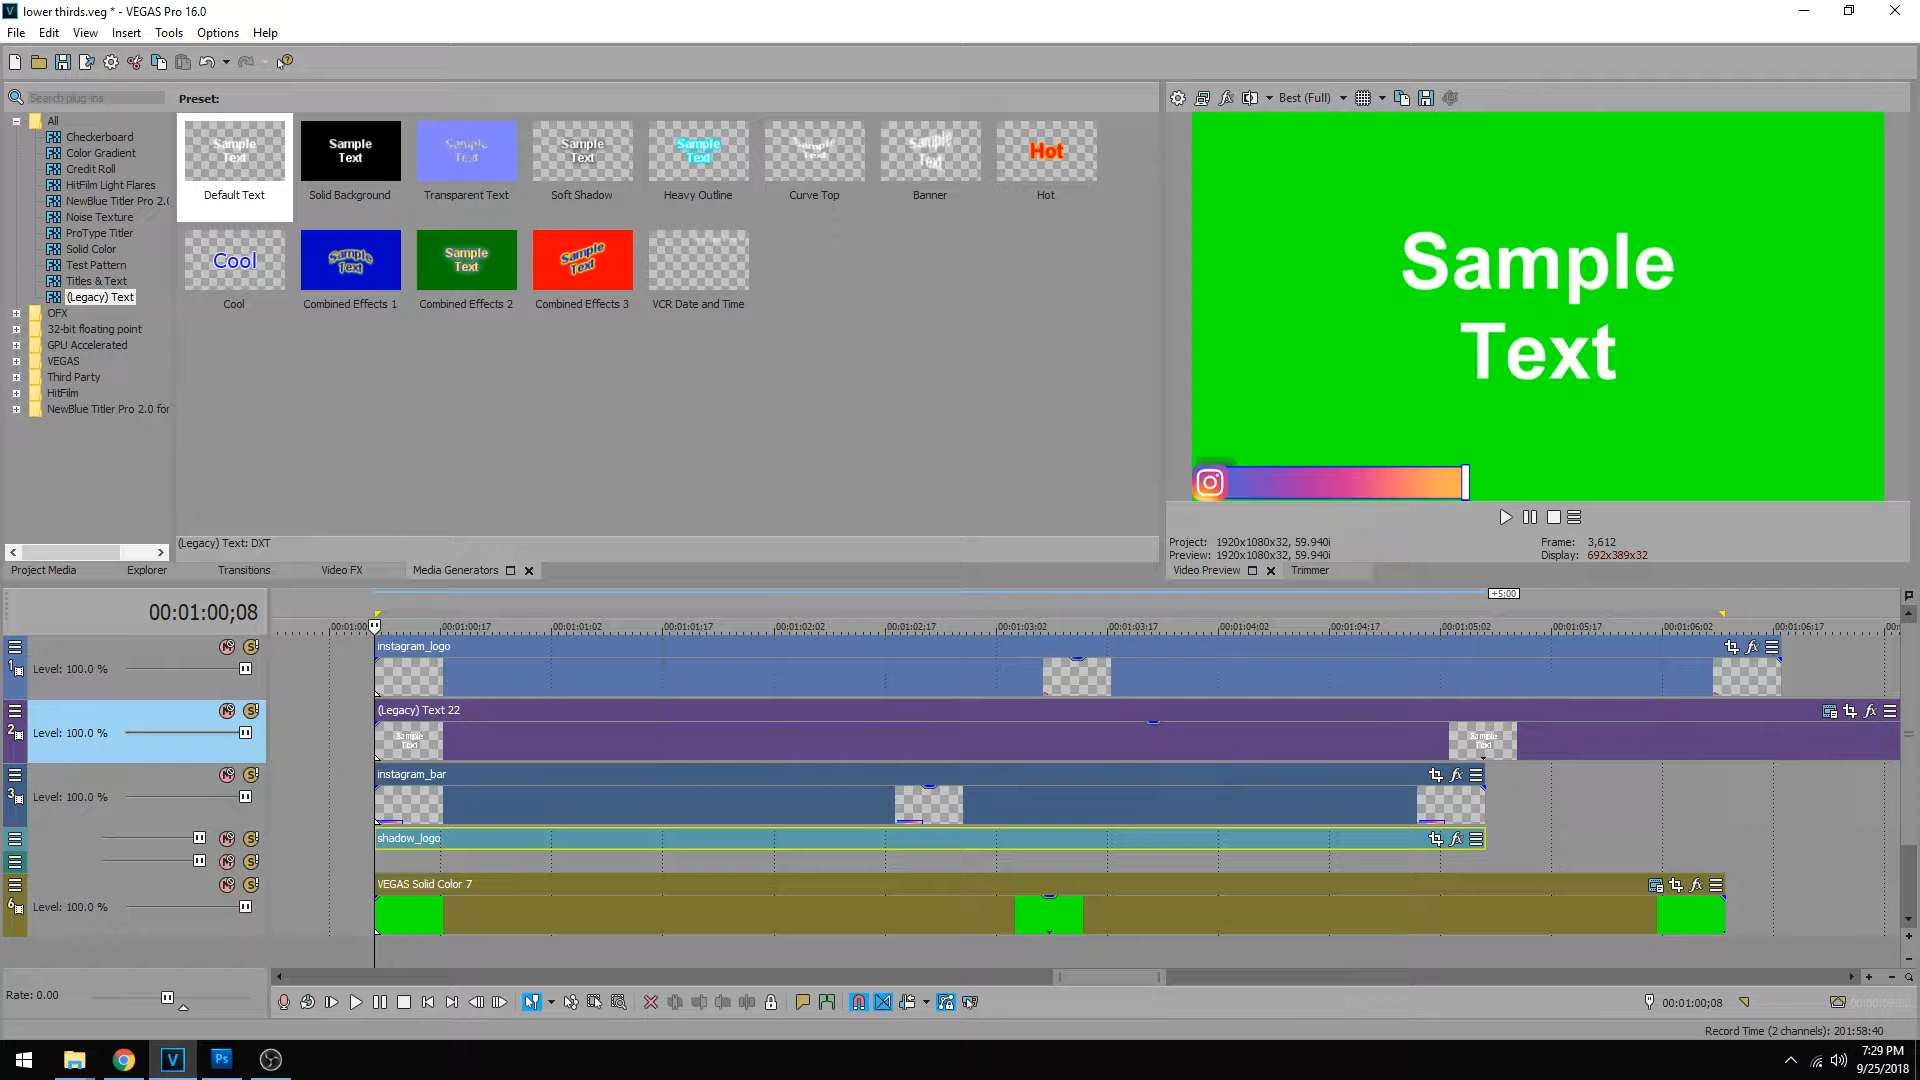 lower thirds.veg * - VEGAS Pro 16.0
File Edit View Insert Tools Options Help
Search plug-ins
Preset:
Best (Full)
All
Checkerboard
Color Gradient
Credit Roll
HitFilm Light Flares
NewBlue Titler Pro 2.0
Noise Texture
ProType Titler
Solid Color
Test Pattern
Titles & Text
(Legacy) Text
OFX
32-bit floating point
GPU Accelerated
VEGAS
Third Party
HitFilm
NewBlue Titler Pro 2.0 for
Sample Text
Default Text
Sample Text
Solid Background
Sample Text
Transparent Text
Sample Text
Soft Shadow
Sample Text
Heavy Outline
Sample Text
Curve Top
Sample Text
Banner
Hot
Hot
Cool
Cool
Sample Text
Combined Effects 1
Sample Text
Combined Effects 2
Sample Text
Combined Effects 3
VCR Date and Time
Sample
Text
(Legacy) Text: DXT
Project: 1920x1080x32, 59.940i
Preview: 1920x1080x32, 59.940i
Frame: 3,612
Display: 692x389x32
Project Media Explorer Transitions Video FX Media Generators
Video Preview Trimmer
+5:00
00:01:00;08
00:01:00 00:01:00;17 00:01:01;02 00:01:01;17 00:01:02;02 00:01:02;17 00:01:03;02 00:01:03;17 00:01:04;02 00:01:04;17 00:01:05;02 00:01:05;17 00:01:06;02 00:01:06;17
instagram_logo
1 Level: 100.0 %
(Legacy) Text 22
2 Level: 100.0 %
Sample Text
Sample Text
instagram_bar
3 Level: 100.0 %
shadow_logo
VEGAS Solid Color 7
6 Level: 100.0 %
Rate: 0.00
00:01:00;08
Record Time (2 channels): 201:58:40
V Ps
7:29 PM
9/25/2018